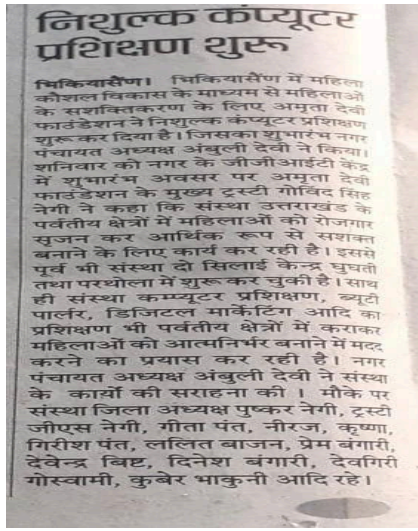 निशुल्क कंप्यूटर
प्रशिक्षण शुरू
भिकियासैंण। भिकियासैंण में महिला
कौशल विकास के माध्यम से महिलाओं
के सशक्तिकरण के लिए अमृता देवी
फाउंडेशन ने निशुल्क कंप्यूटर प्रशिक्षण
शुरू कर दिया है। जिसका शुभारंभ नगर
पंचायत अध्यक्ष अंबुली देवी ने किया।
शनिवार को नगर के जीजीआईटी केंद्र
में शुभारंभ अवसर पर अमृता देवी
फाउंडेशन के मुख्य ट्रस्टी गोविंद सिंह
नेगी ने कहा कि संस्था उत्तराखंड के
पर्वतीय क्षेत्रों में महिलाओं को रोजगार
सृजन कर आर्थिक रूप से सशक्त
बनाने के लिए कार्य कर रही है। इससे
पूर्व भी संस्था दो सिलाई केन्द्र घुघती
तथा परथोला में शुरू कर चुकी है। साथ
ही संस्था कम्प्यूटर प्रशिक्षण, ब्यूटी
पार्लर, डिजिटल मार्केटिंग आदि का
प्रशिक्षण भी पर्वतीय क्षेत्रों में कराकर
महिलाओं को आत्मनिर्भर बनाने में मदद
करने का प्रयास कर रही है। नगर
पंचायत अध्यक्ष अंबुली देवी ने संस्था
के कार्यों की सराहना की। मौके पर
संस्था जिला अध्यक्ष पुष्कर नेगी, ट्रस्टी
जीएस नेगी, गीता पंत, नीरज, कृष्णा,
गिरीश पंत, ललित बाजन, प्रेम बंगारी,
देवेन्द्र बिष्ट, दिनेश बंगारी, देवगिरी
गोस्वामी, कुबेर भाकुनी आदि रहे।